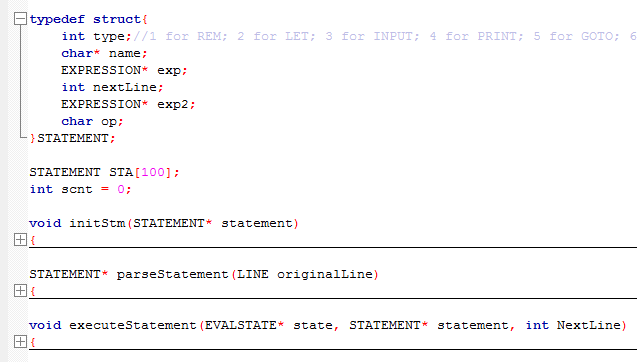 typedef struct{
int type;//1 for REM; 2 for LET; 3 for INPUT; 4 for PRINT; 5 for GOTO; 6
char* name;
EXPRESSION* exp;
int nextLine;
EXPRESSION* exp2;
char op;
}STATEMENT;
STATEMENT STA[100];
int scnt = 0;
void initStm(STATEMENT* statement)
{
STATEMENT* parseStatement(LINE originalLine)
{
void executeStatement(EVALSTATE* state, STATEMENT* statement, int NextLine)
{